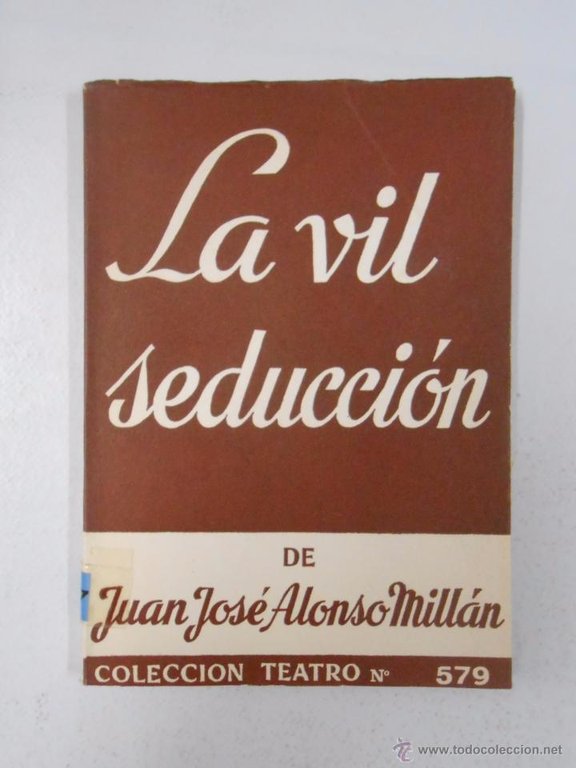 La vil
seducción
DE
Juan José Alonso Millán
COLECCION TEATRO Nº 579
www.todocoleccion.net